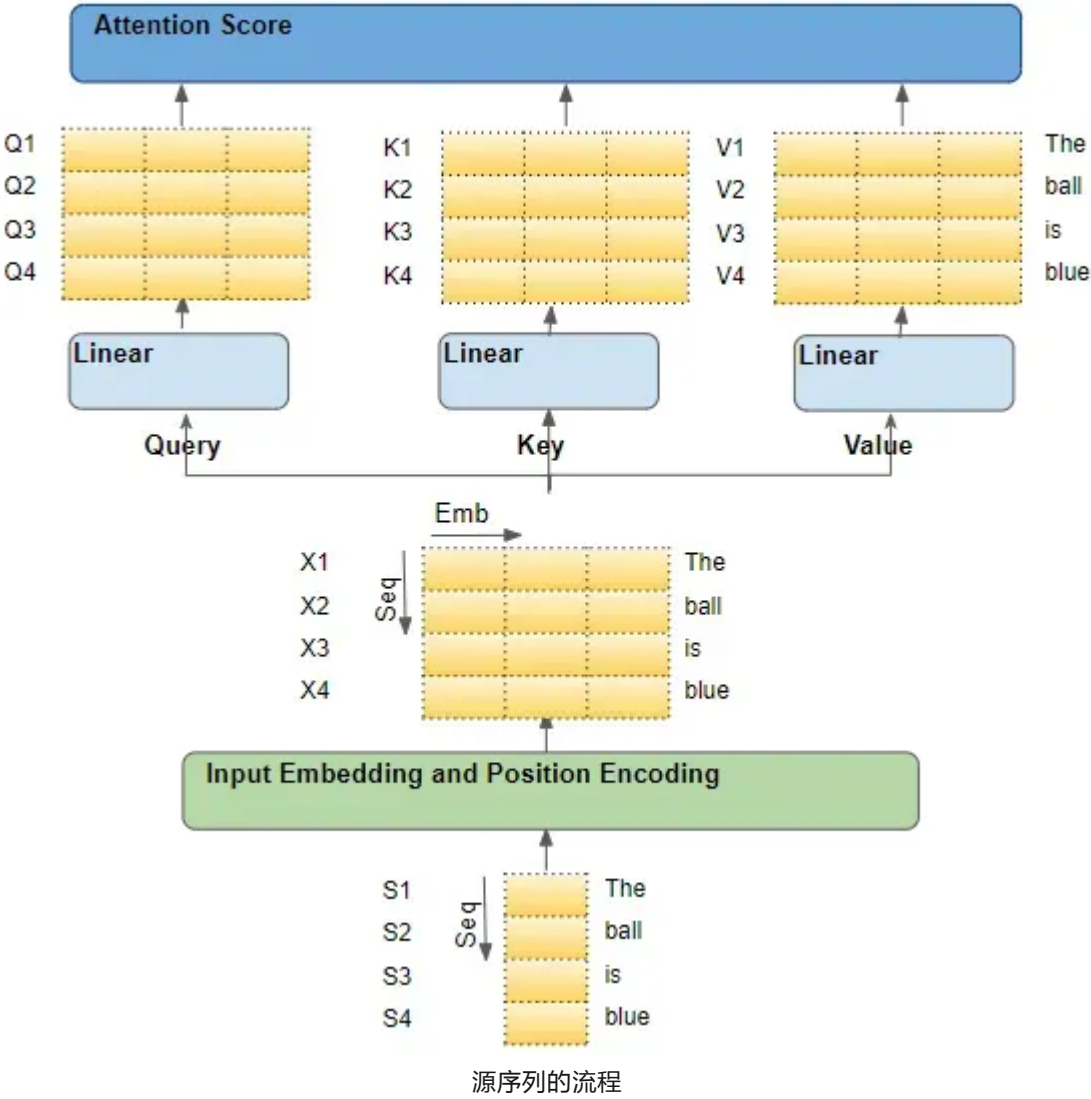 Attention Score
Q1 K1 V1 The
Q2 K2 V2 ball
Q3 K3 V3 is
Q4 K4 V4 blue
Linear Linear Linear
Query Key Value
Emb
Seq
X1 The
X2 ball
X3 is
X4 blue
Input Embedding and Position Encoding
Seq
S1 The
S2 ball
S3 is
S4 blue
源序列的流程